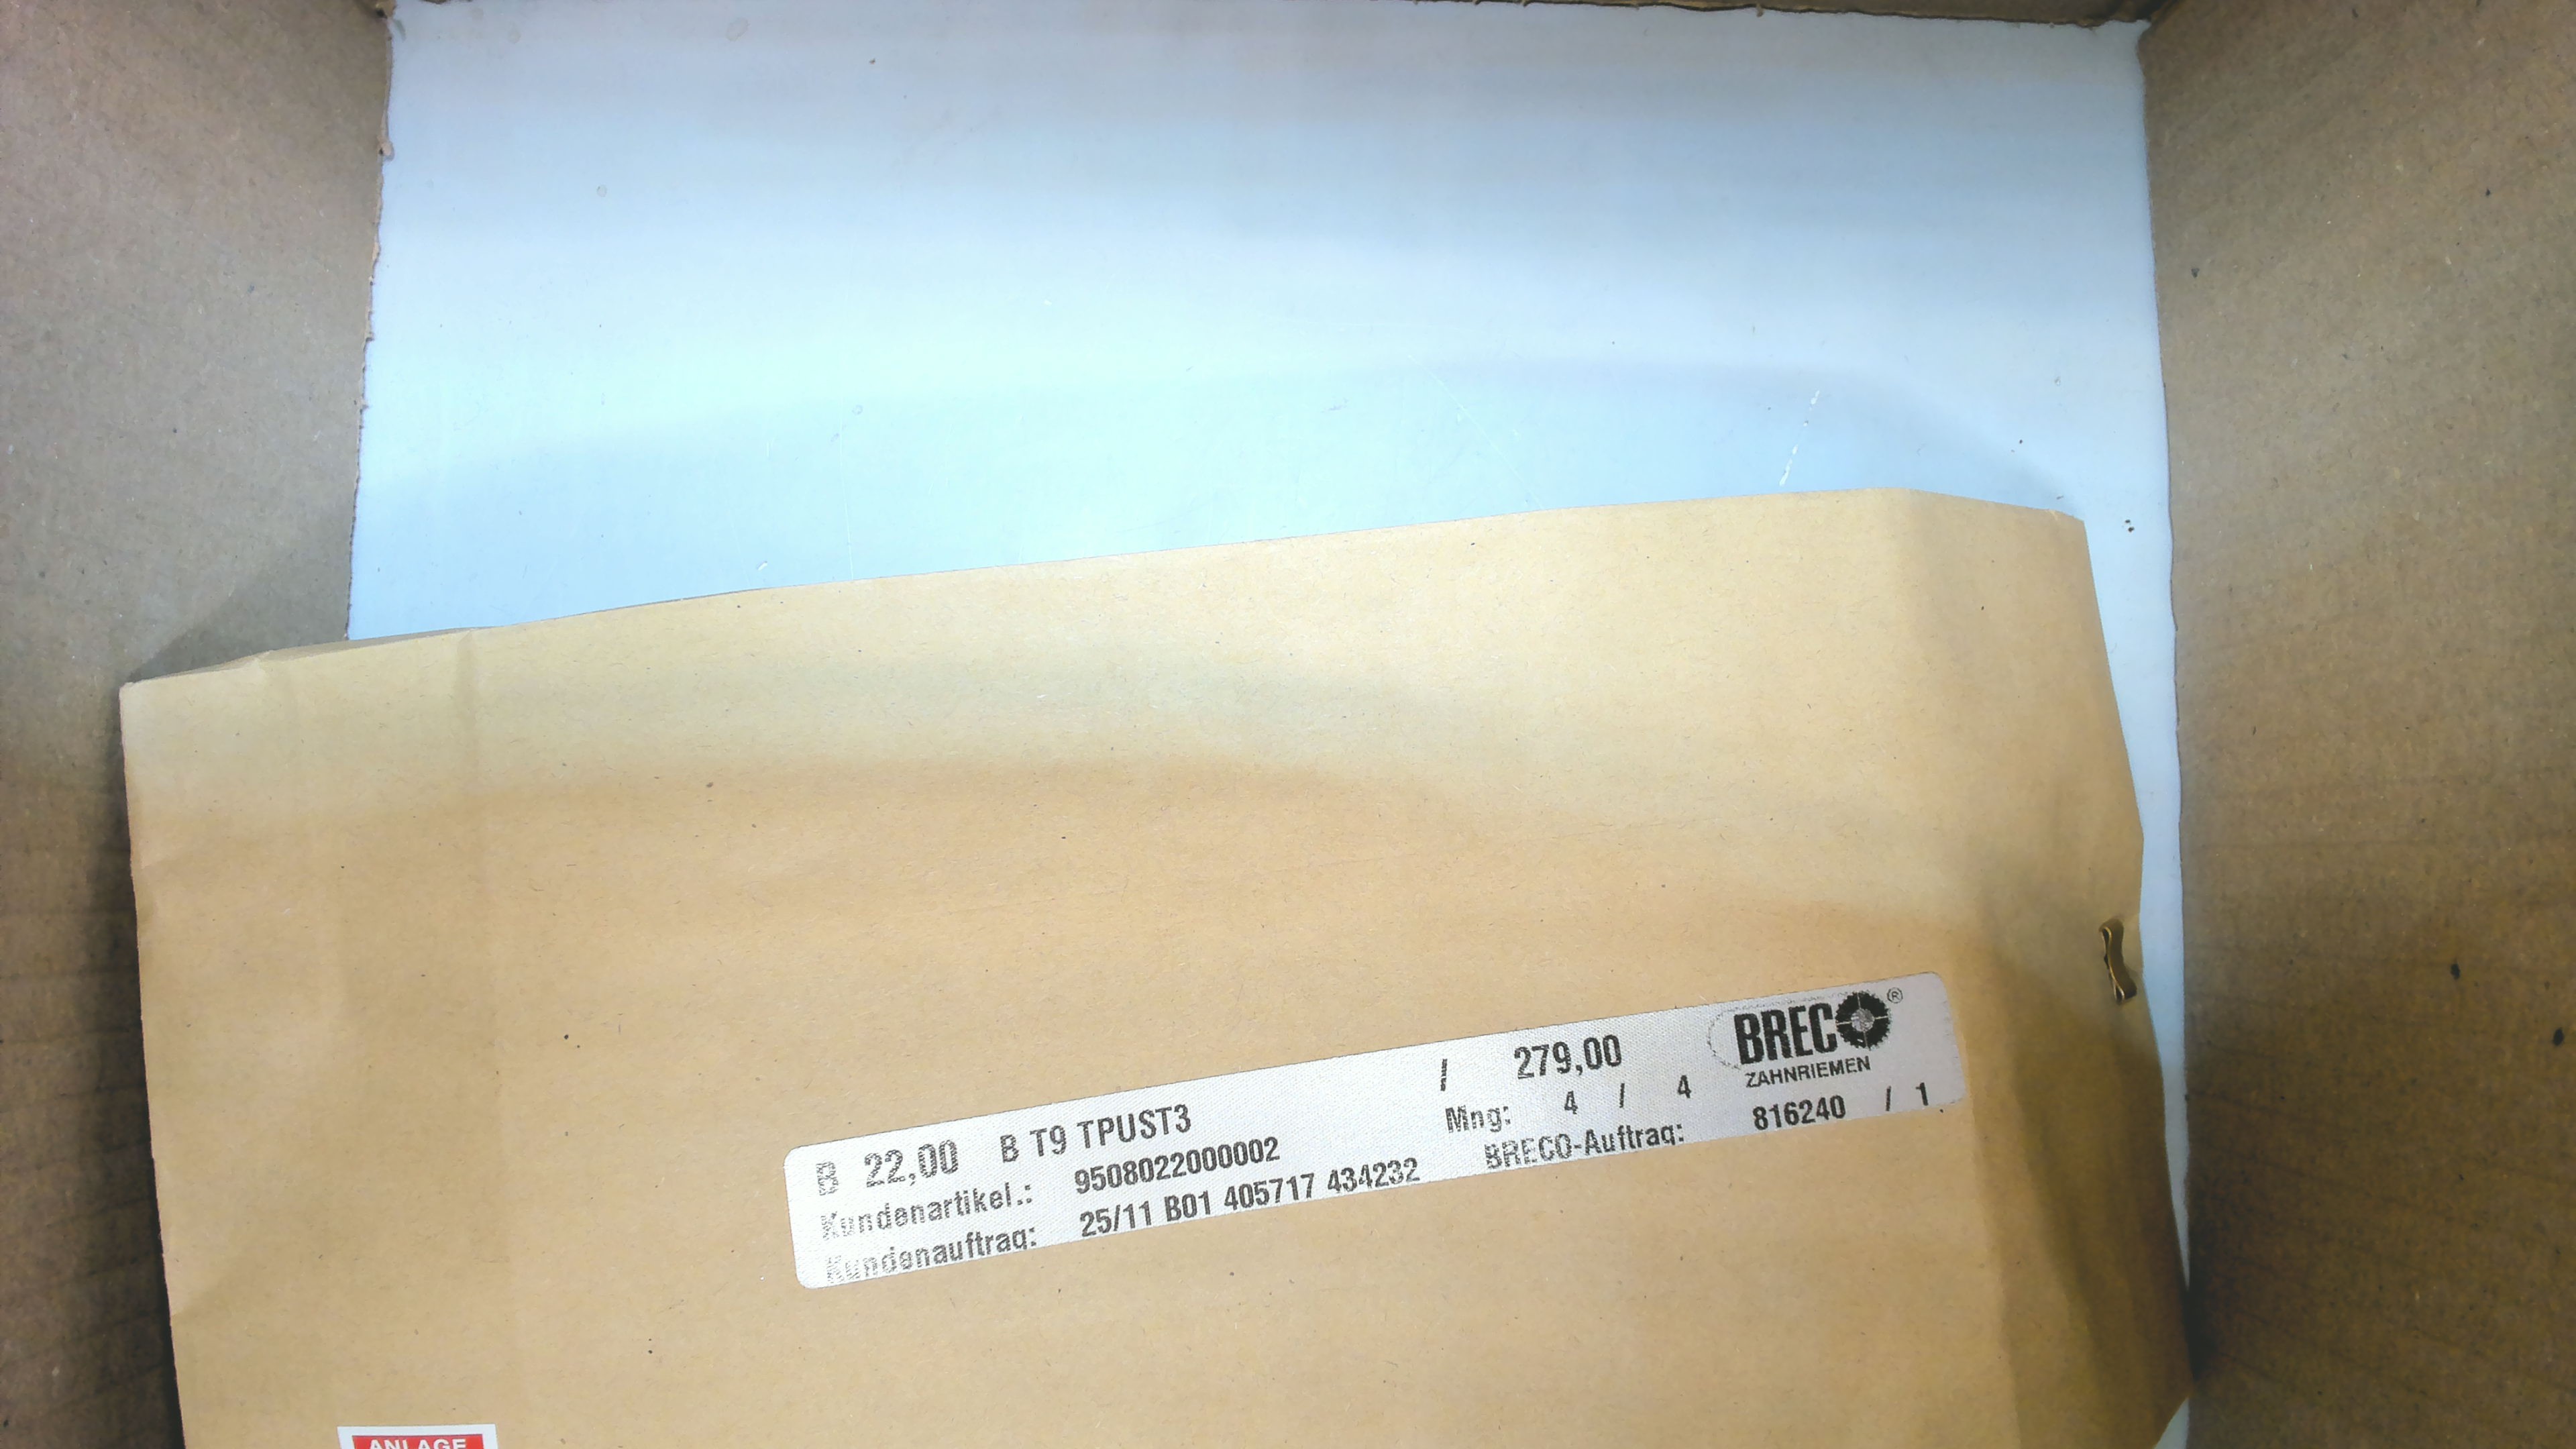 B 22,00 B T9 TPUST3 / 279,00
Kundenartikel.: 9508022000002 Mng: 4 / 4
Kundenauftrag: 25/11 B01 405717 434232 BRECO-Auftrag: 816240 / 1
BRECO®
ZAHNRIEMEN
ANLAGE